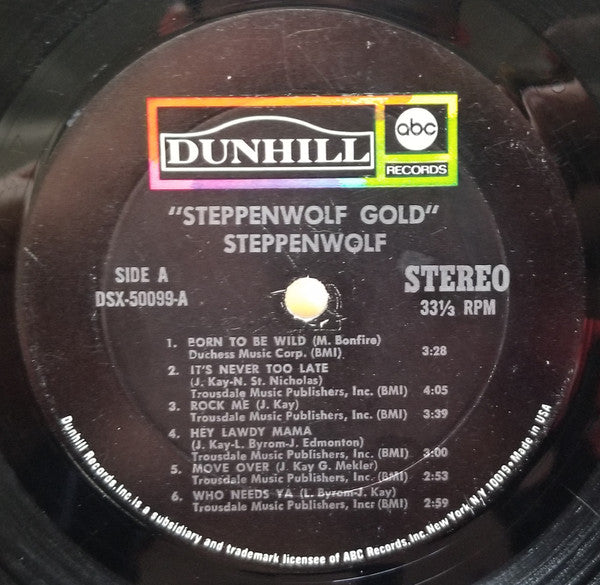 DUNHILL
abc
RECORDS
"STEPPENWOLF GOLD"
STEPPENWOLF
SIDE A
DSX-50099-A
STEREO
33⅓ RPM
1. BORN TO BE WILD (M. Bonfire)
Duchess Music Corp. (BMI) 3:28
2. IT'S NEVER TOO LATE
(J. Kay-N. St. Nicholas)
Trousdale Music Publishers, Inc. (BMI) 4:05
3. ROCK ME (J. Kay)
Trousdale Music Publishers, Inc. (BMI) 3:39
4. HEY LAWDY MAMA
(J. Kay-L. Byrom-J. Edmonton)
Trousdale Music Publishers, Inc. (BMI) 3:00
5. MOVE OVER (J. Kay G. Mekler)
Trousdale Music Publishers, Inc. (BMI) 2:53
6. WHO NEEDS YA (L. Byrom-J. Kay)
Trousdale Music Publishers, Inc (BMI) 2:59
Dunhill Records, Inc. is a subsidiary and trademark licensee of ABC Records, Inc. New York, N.Y. 10019 • Made in USA